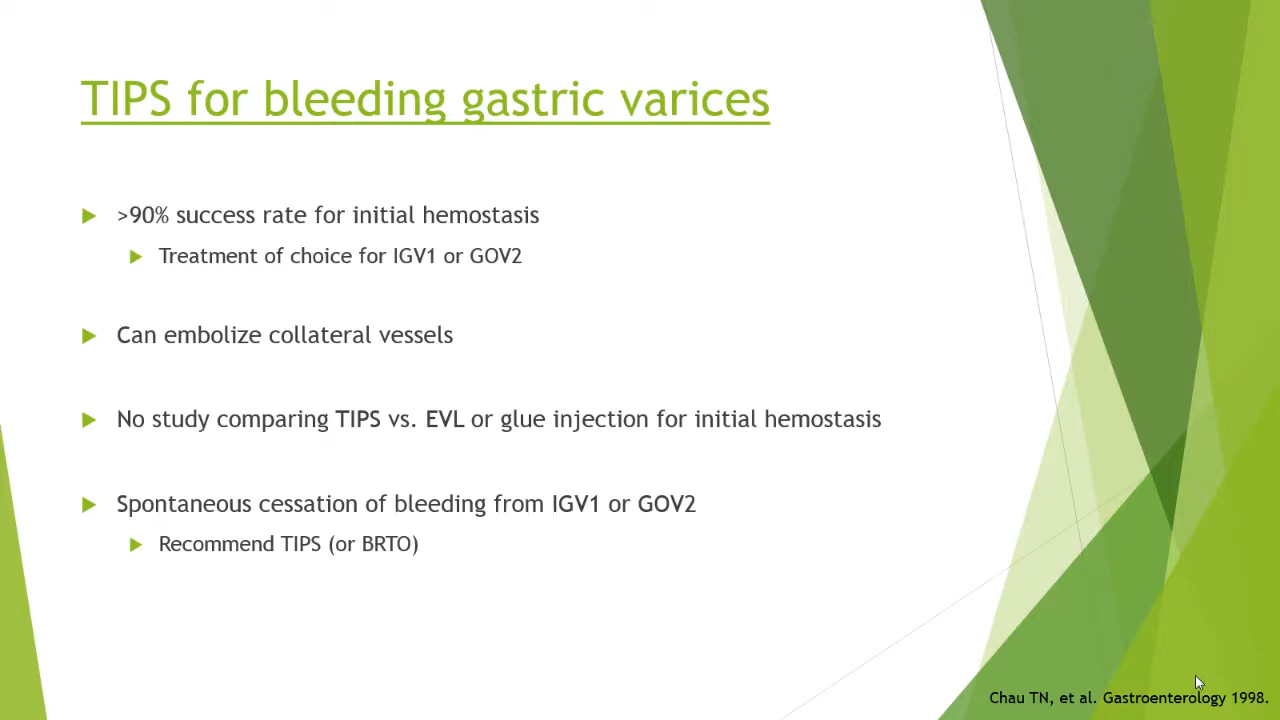 TIPS for bleeding gastric varices
>90% success rate for initial hemostasis
Treatment of choice for IGV1 or GOV2
Can embolize collateral vessels
No study comparing TIPS vs. EVL or glue injection for initial hemostasis
Spontaneous cessation of bleeding from IGV1 or GOV2
Recommend TIPS (or BRTO)
Chau TN, et al. Gastroenterology 1998.